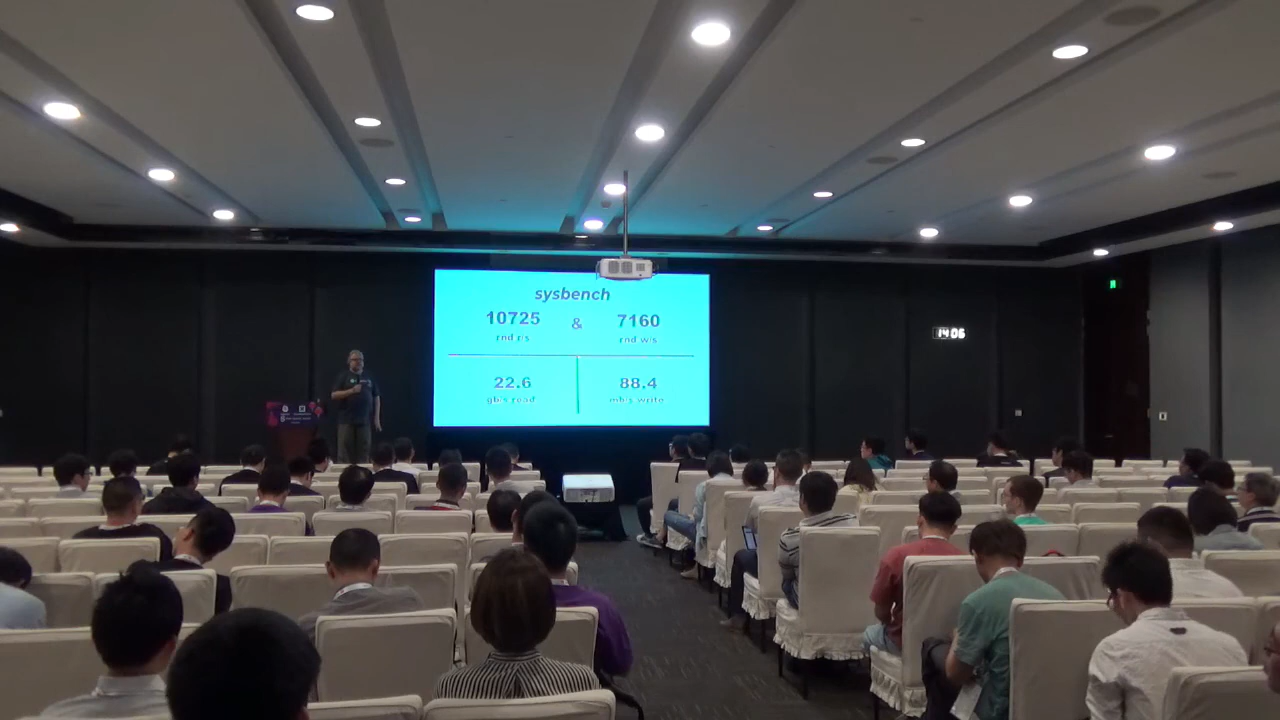 sysbench
10725 & 7160
rnd r/s rnd w/s
22.6 88.4
gb/s read mb/s write
14:06